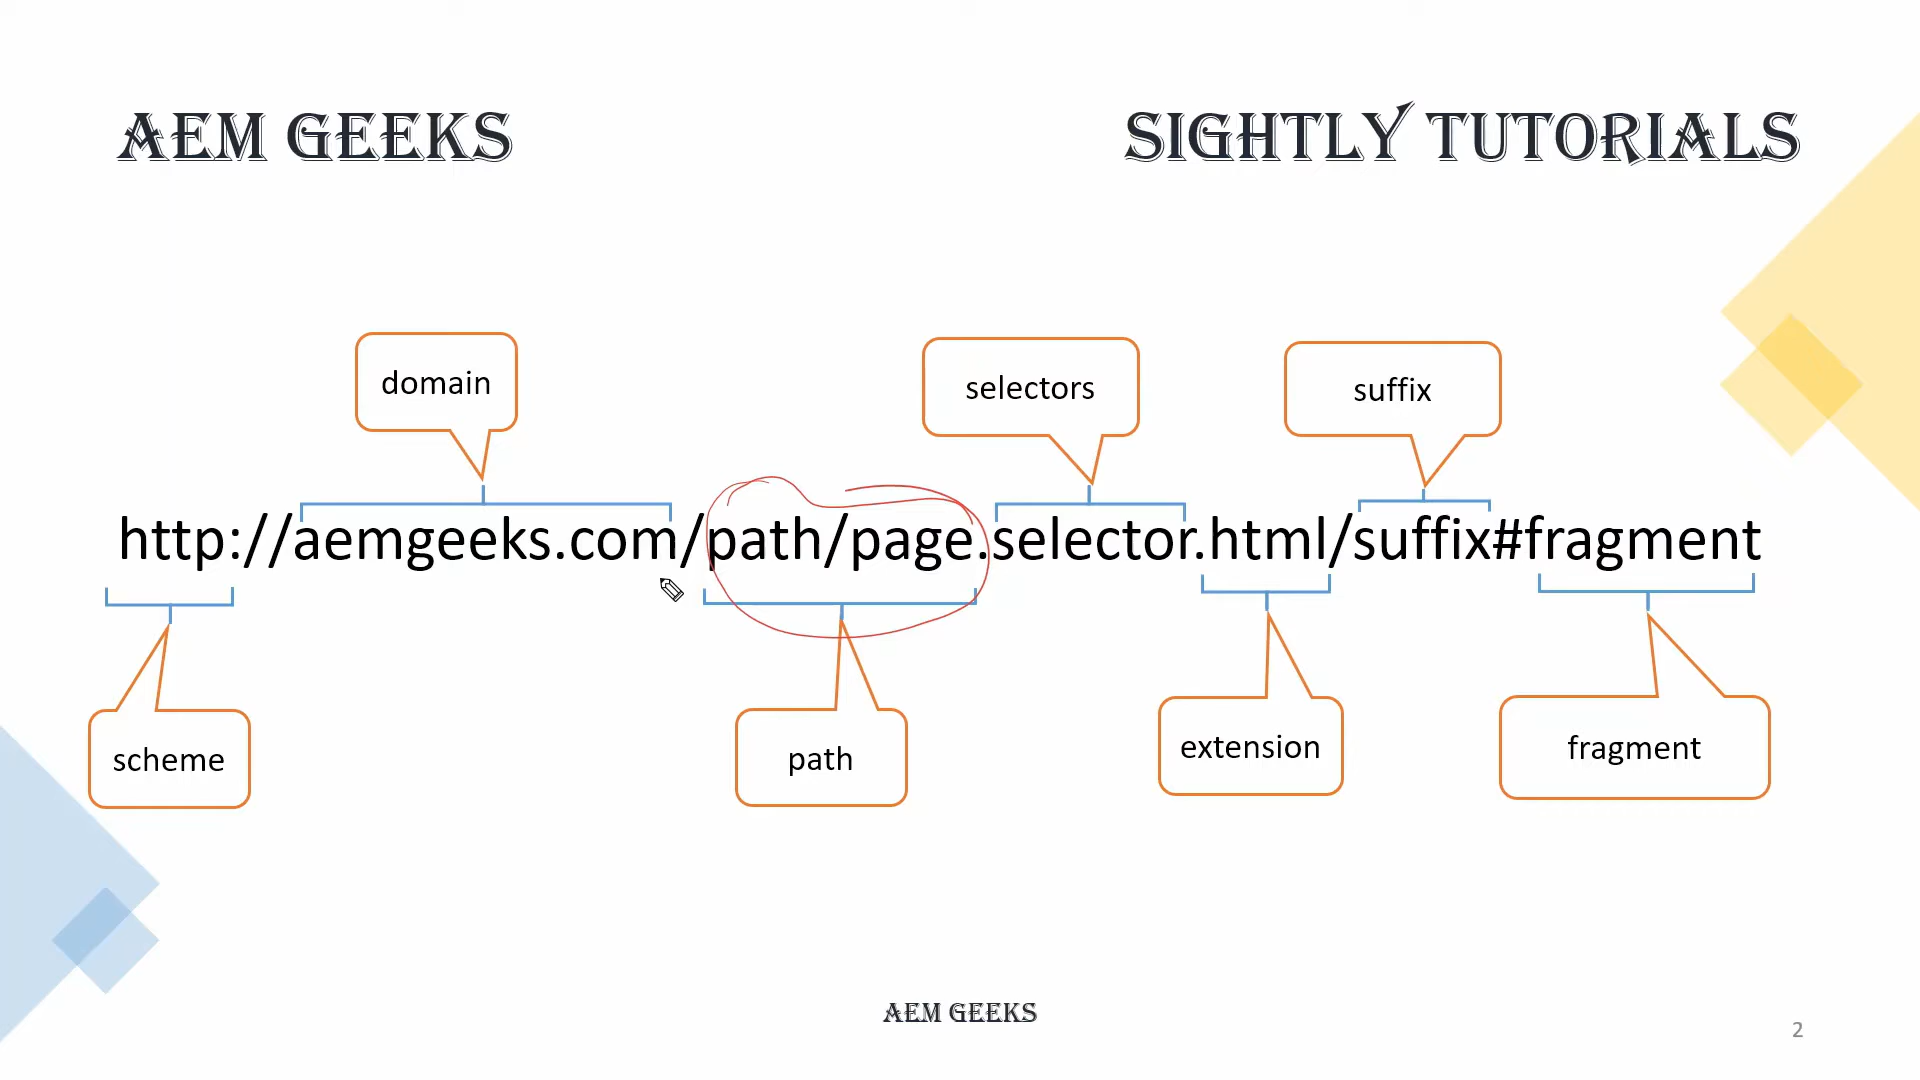 AEM GEEKS
SIGHTLY TUTORIALS
domain
selectors
suffix
http://aemgeeks.com/path/page.selector.html/suffix#fragment
scheme
path
extension
fragment
AEM GEEKS
2